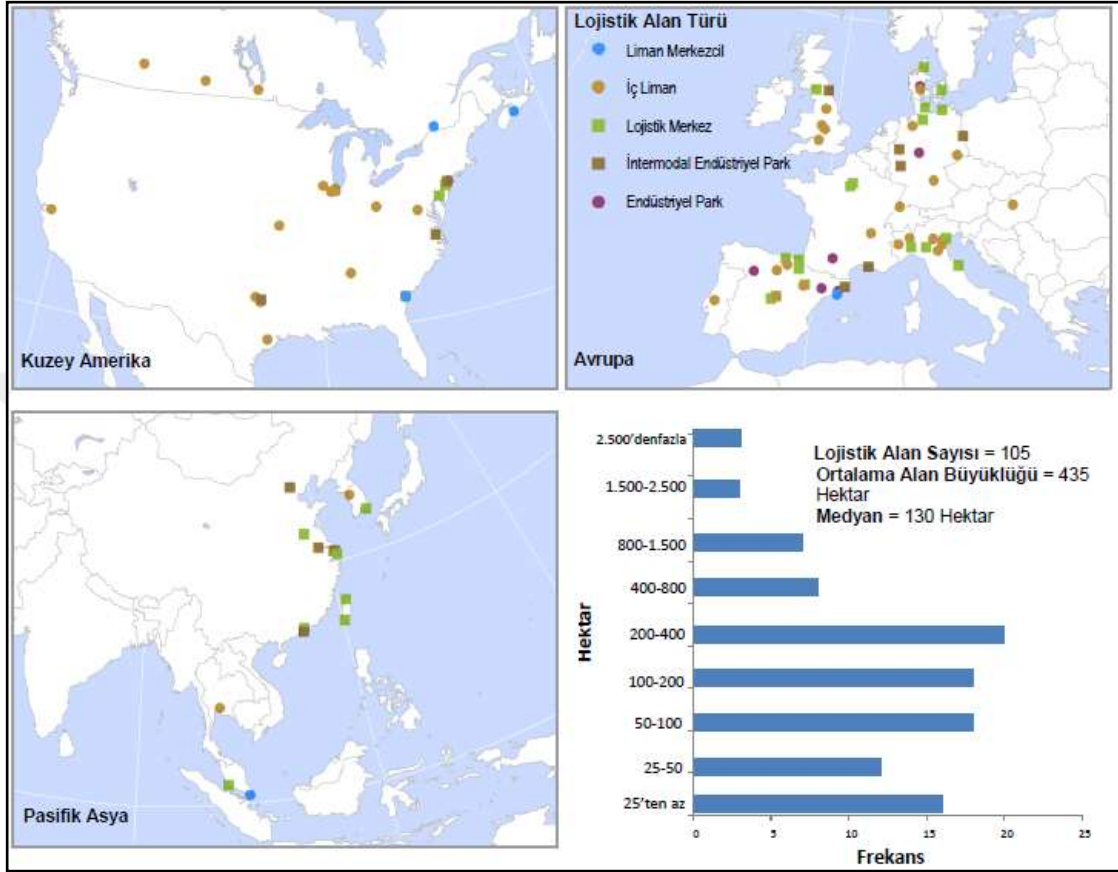 Kuzey Amerika
Lojistik Alan Türü
Liman Merkezcil
İç Liman
Lojistik Merkez
İntermodal Endüstriyel Park
Endüstriyel Park
Avrupa
Pasifik Asya
Lojistik Alan Sayısı = 105
Ortalama Alan Büyüklüğü = 435
Hektar
Medyan = 130 Hektar
Hektar
2.500'denfazla
1.500-2.500
800-1.500
400-800
200-400
100-200
50-100
25-50
25'ten az
0 5 10 15 20 25
Frekans